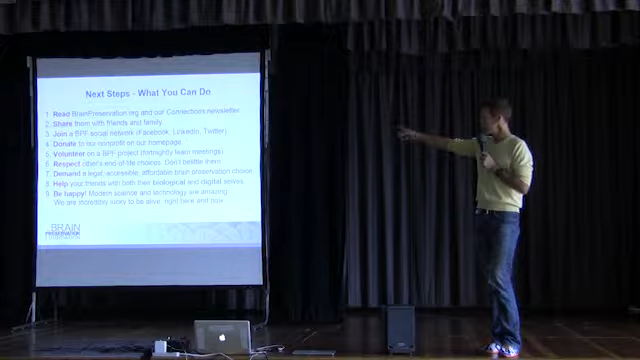 Next Steps - What You Can Do
1. Read BrainPreservation.org and our Connections newsletter.
2. Share them with friends and family.
3. Join a BPF social network (Facebook, LinkedIn, Twitter)
4. Donate to our nonprofit on our homepage.
5. Volunteer on a BPF project (fortnightly team meetings)
6. Respect other's end-of-life choices. Don't belittle them
7. Demand a legal, accessible, affordable brain preservation choice
8. Help your friends with both their biological and digital selves.
9. Be happy! Modern science and technology are amazing.
We are incredibly lucky to be alive, right here and now
BRAIN
PRESERVATION
FOUNDATION